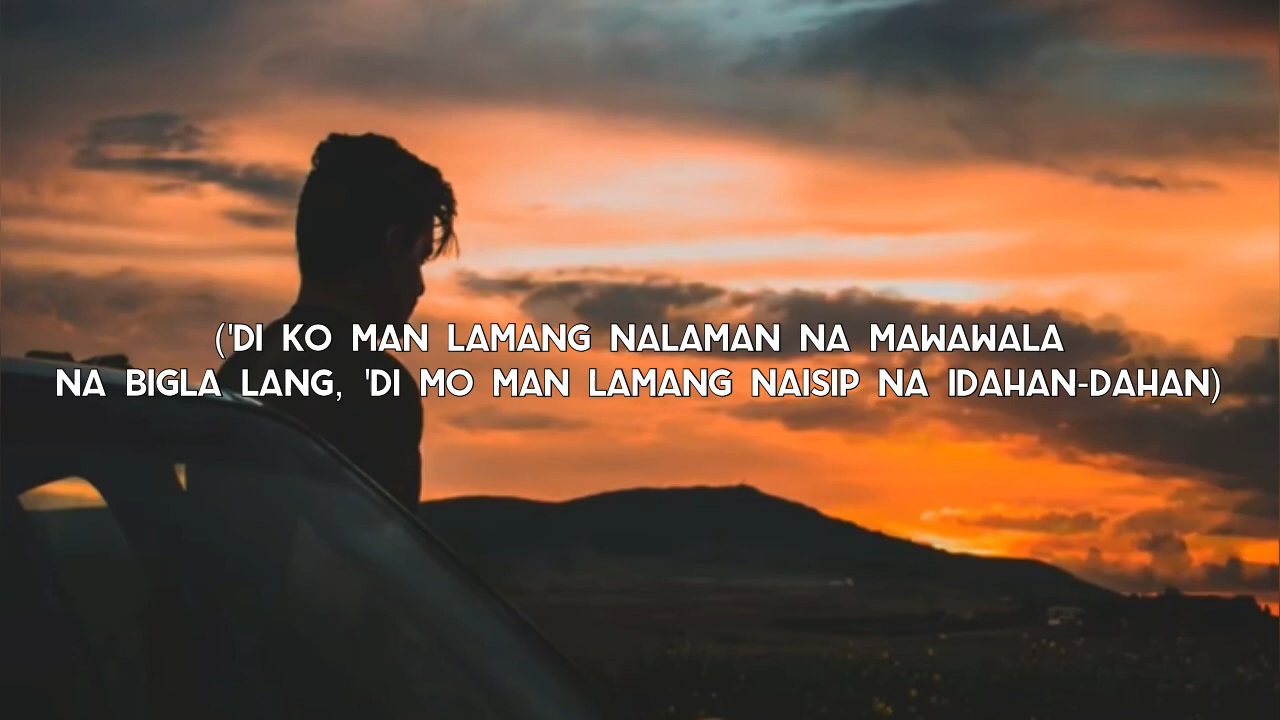 ('DI KO MAN LAMANG NALAMAN NA MAWAWALA
NA BIGLA LANG, 'DI MO MAN LAMANG NAISIP NA IDAHAN-DAHAN)